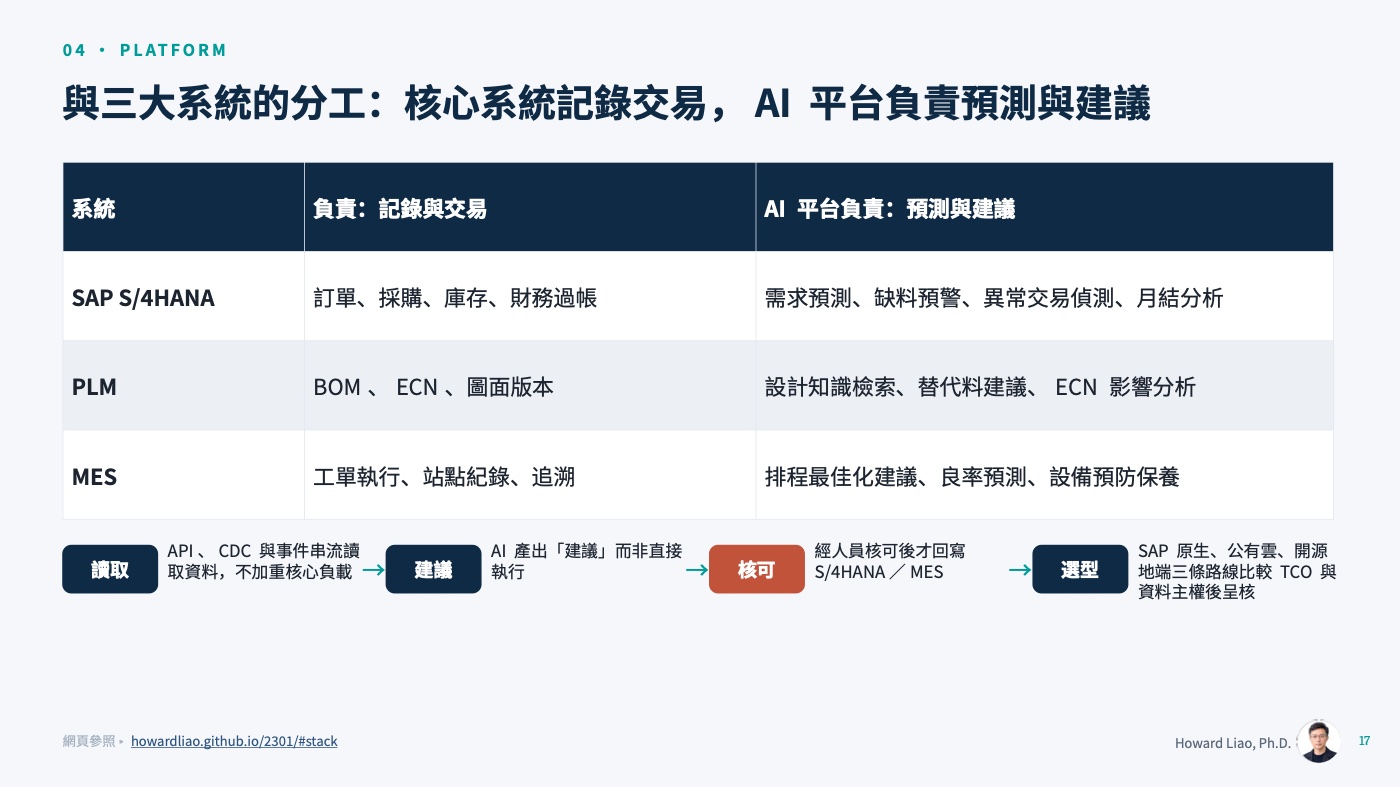 04 • PLATFORM
與三大系統的分工：核心系統記錄交易， AI 平台負責預測與建議
系統
負責：記錄與交易
AI 平台負責：預測與建議
SAP S/4HANA
訂單、採購、庫存、財務過帳
需求預測、缺料預警、異常交易偵測、月結分析
PLM
BOM 、 ECN 、圖面版本
設計知識檢索、替代料建議、 ECN 影響分析
MES
工單執行、站點紀錄、追溯
排程最佳化建議、良率預測、設備預防保養
讀取
API 、 CDC 與事件串流讀
取資料，不加重核心負載
→
建議
AI 產出「建議」而非直接
執行
→
核可
經人員核可後才回寫
S/4HANA ／ MES
→
選型
SAP 原生、公有雲、開源
地端三條路線比較 TCO 與
資料主權後呈核
網頁參照 ▸ howardliao.github.io/2301/#stack
Howard Liao, Ph.D.
17